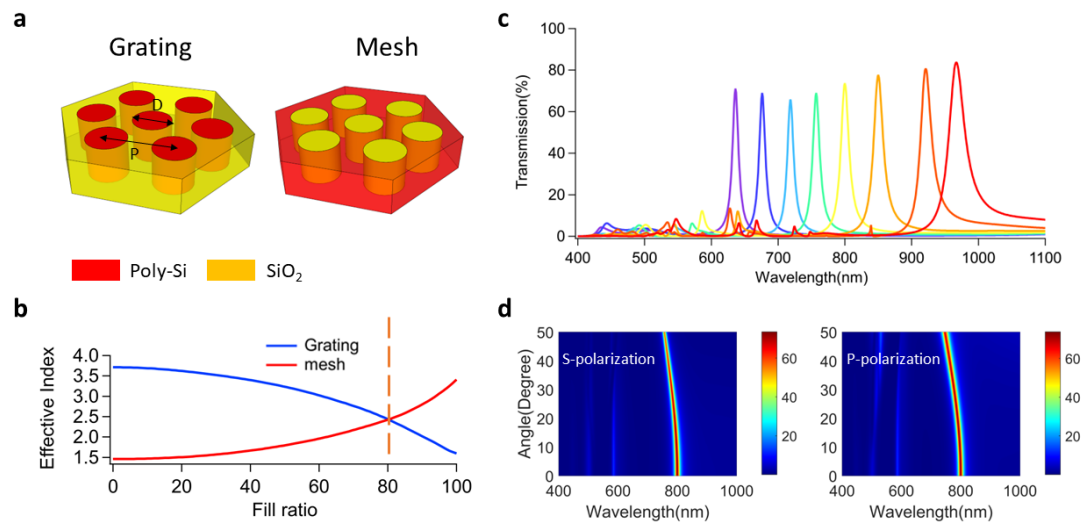 a
Grating
Mesh
D
P
Poly-Si
SiO₂
b
Grating
mesh
Effective Index
4.0
3.5
3.0
2.5
2.0
1.5
0
20
40
60
80
100
Fill ratio
c
Transmission(%)
100
80
60
40
20
0
400
500
600
700
800
900
1000
1100
Wavelength(nm)
d
S-polarization
Angle(Degree)
50
40
30
20
10
0
400
600
800
1000
Wavelength(nm)
60
40
20
P-polarization
50
40
30
20
10
0
400
600
800
1000
Wavelength(nm)
60
40
20